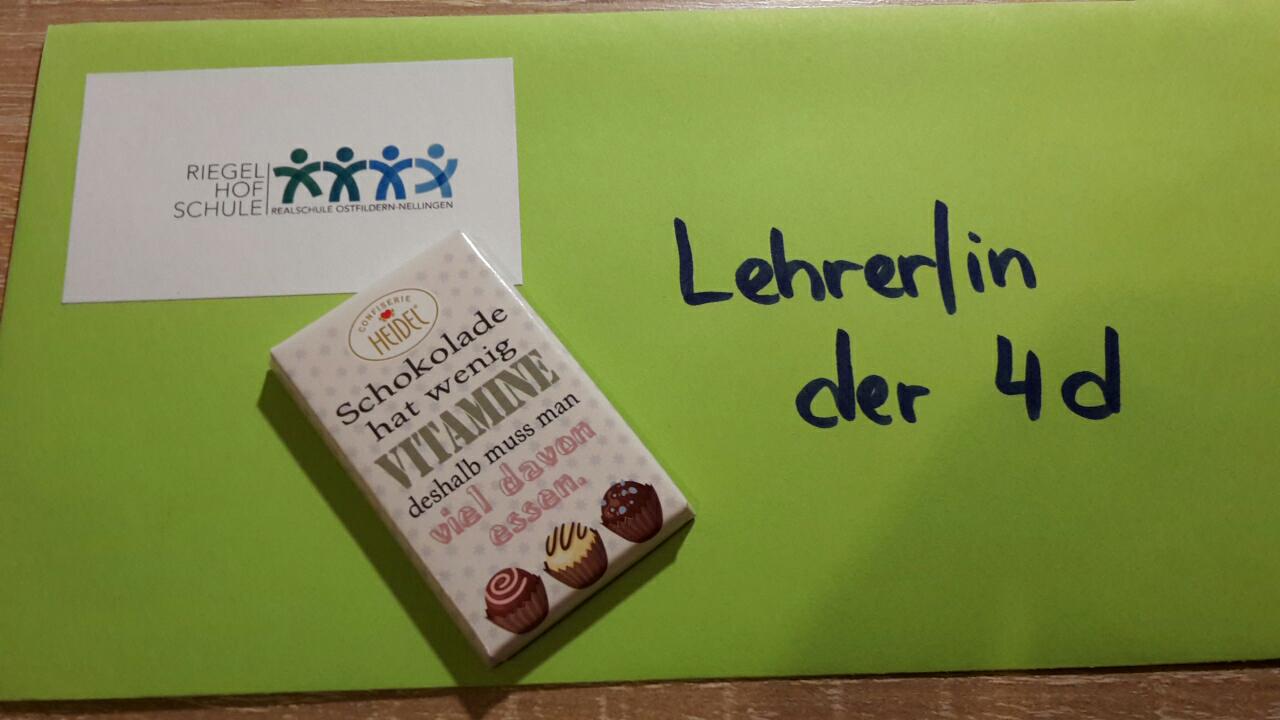 RIEGEL
HOF
SCHULE
REALSCHULE OSTFILDERN-NELLINGEN
CONFISERIE
HEIDEL
Schokolade
hat wenig
VITAMINE
deshalb muss man
viel davon
essen.
Lehrer/in
der 4d